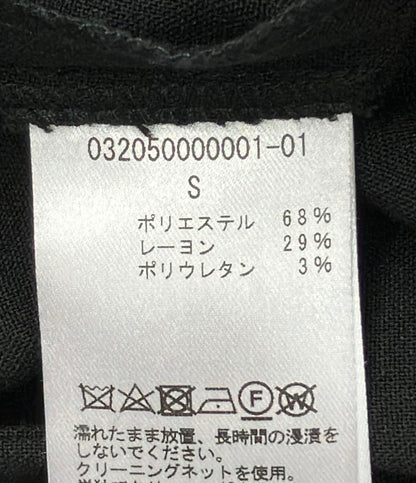 032050000001-01
S
ポリエステル 68%
レーヨン 29%
ポリウレタン 3%
F W
濡れたまま放置、長時間の浸漬を
しないでください。
クリーニングネットを使用。